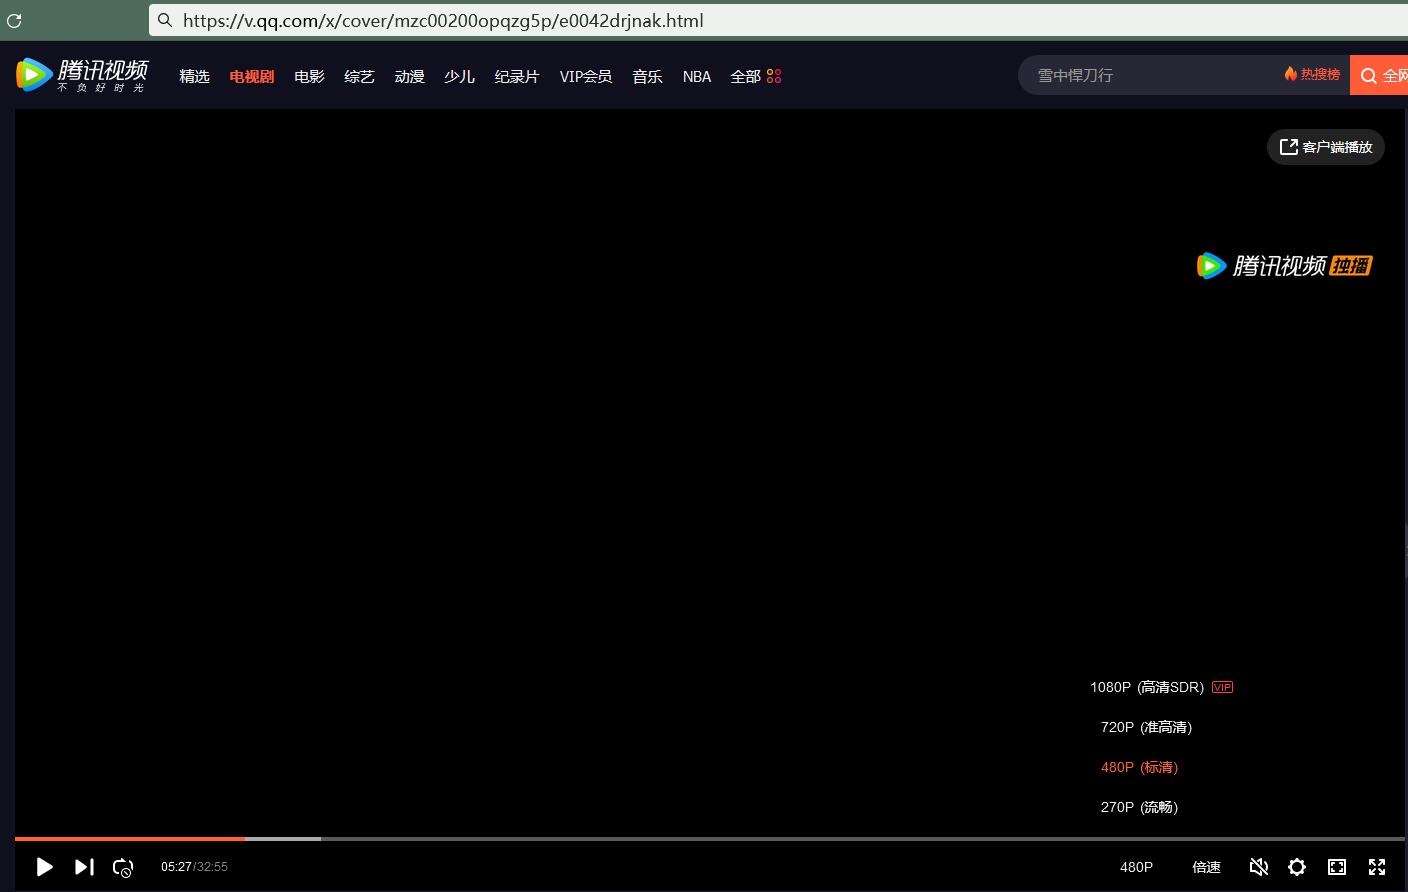 https://v.qq.com/x/cover/mzc00200opqzg5p/e0042drjnak.html
腾讯视频
不负好时光
精选 电视剧 电影 综艺 动漫 少儿 纪录片 VIP会员 音乐 NBA 全部
雪中悍刀行 热搜榜 全网
客户端播放
腾讯视频 独播
1080P (高清SDR) VIP
720P (准高清)
480P (标清)
270P (流畅)
05:27/32:55 480P 倍速